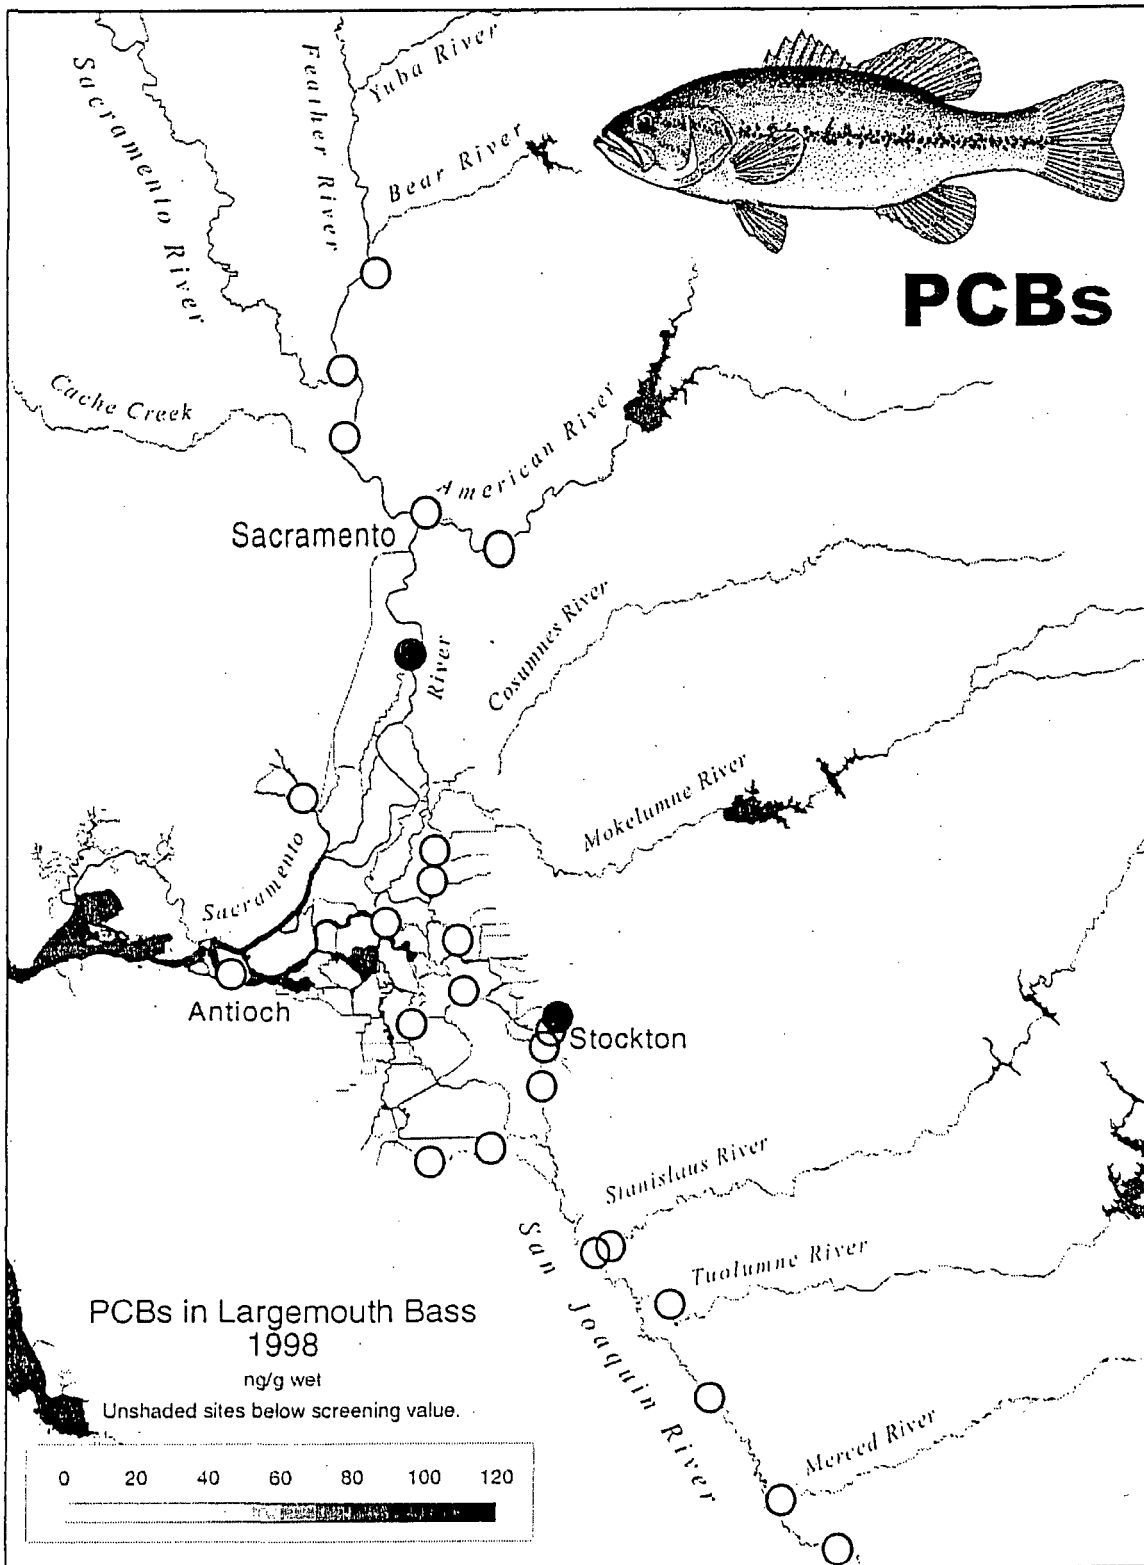 Sacramento River
Feather River
Yuba River
Bear River
PCBs
Cache Creek
American River
Sacramento
Cosumnes River
River
Mokelumne River
Sacramento
Antioch
Stockton
Stanislaus River
San Joaquin River
Tuolumne River
Merced River
PCBs in Largemouth Bass
1998
ng/g wet
Unshaded sites below screening value.
0 20 40 60 80 100 120